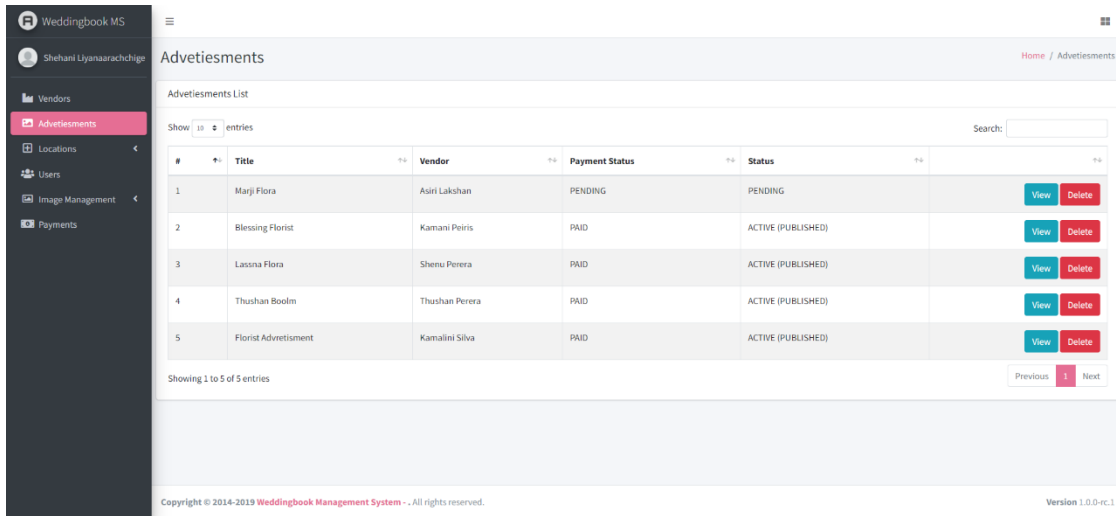 Weddingbook MS
Shehani Liyanaarachchige
Advetiesments
Home / Advetiesments
Vendors
Advetiesments
Locations
Users
Image Management
Payments
Advetiesments List
Show 10 entries
Search:
# Title Vendor Payment Status Status
1 Marji Flora Asiri Lakshan PENDING PENDING View Delete
2 Blessing Florist Kamani Peiris PAID ACTIVE (PUBLISHED) View Delete
3 Lassna Flora Shenu Perera PAID ACTIVE (PUBLISHED) View Delete
4 Thushan Boolm Thushan Perera PAID ACTIVE (PUBLISHED) View Delete
5 Florist Advretisment Kamalini Silva PAID ACTIVE (PUBLISHED) View Delete
Showing 1 to 5 of 5 entries
Previous 1 Next
Copyright © 2014-2019 Weddingbook Management System - . All rights reserved.
Version 1.0.0-rc.1